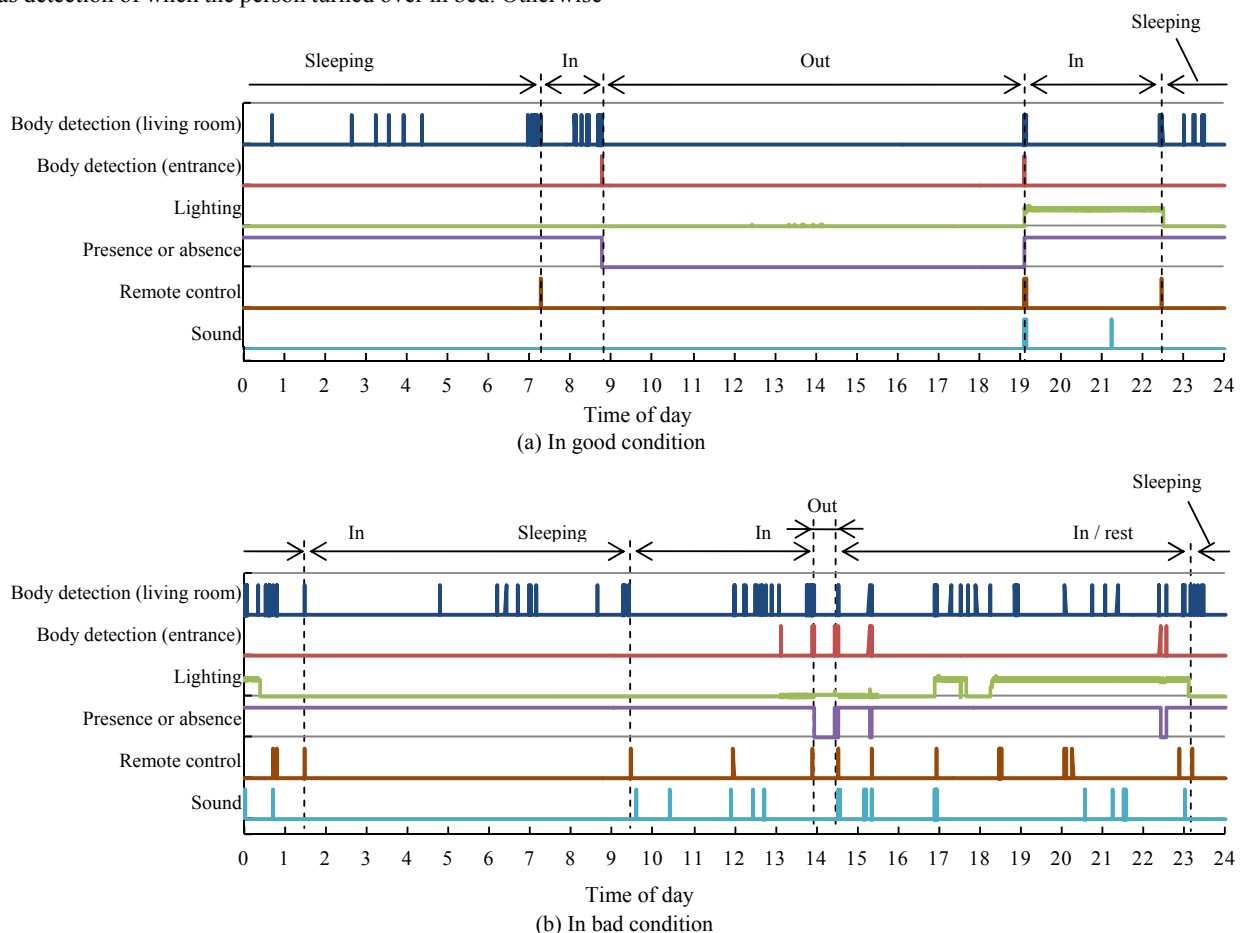 as detection of when the person turned over in bed. Otherwise
Sleeping
Sleeping In Out In
Body detection (living room)
Body detection (entrance)
Lighting
Presence or absence
Remote control
Sound
0 1 2 3 4 5 6 7 8 9 10 11 12 13 14 15 16 17 18 19 20 21 22 23 24
Time of day
(a) In good condition
Sleeping
Out
In Sleeping In In / rest
Body detection (living room)
Body detection (entrance)
Lighting
Presence or absence
Remote control
Sound
0 1 2 3 4 5 6 7 8 9 10 11 12 13 14 15 16 17 18 19 20 21 22 23 24
Time of day
(b) In bad condition